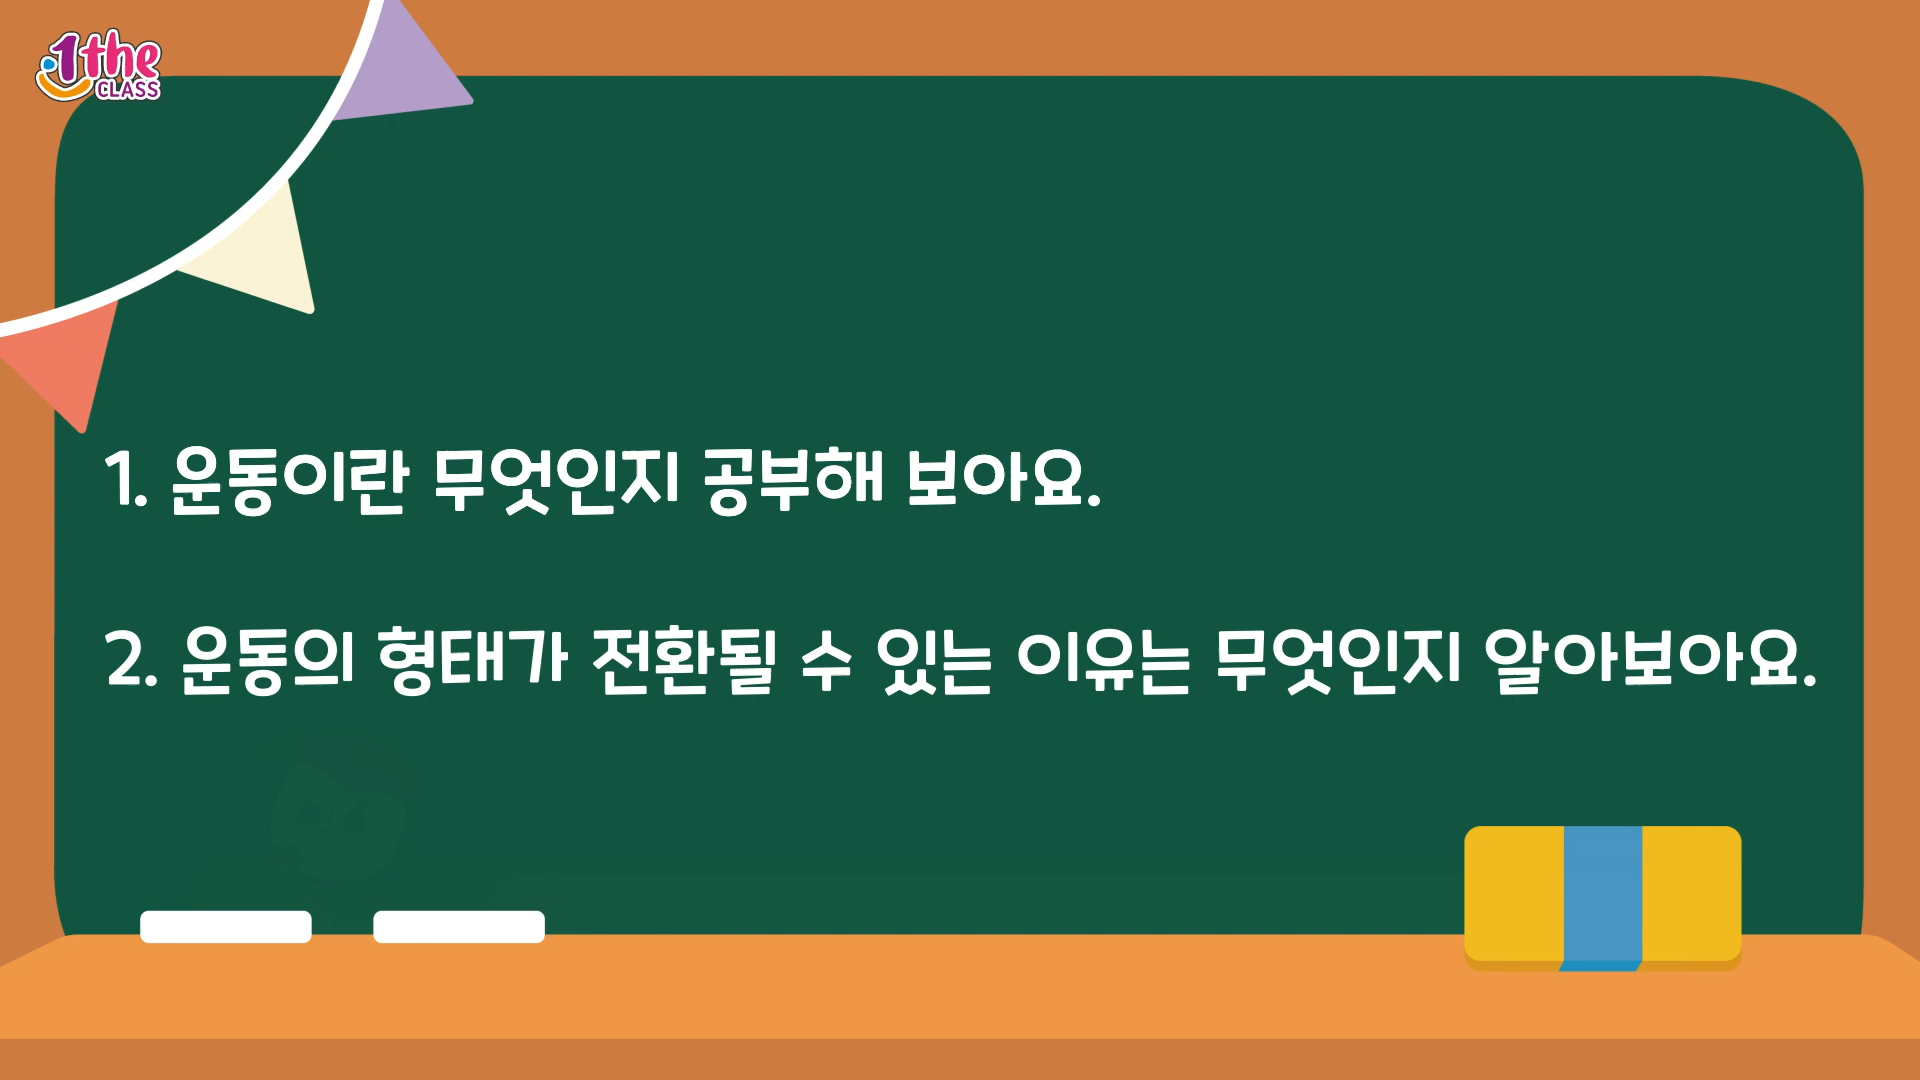 1the
CLASS
1. 운동이란 무엇인지 공부해 보아요.
2. 운동의 형태가 전환될 수 있는 이유는 무엇인지 알아보아요.